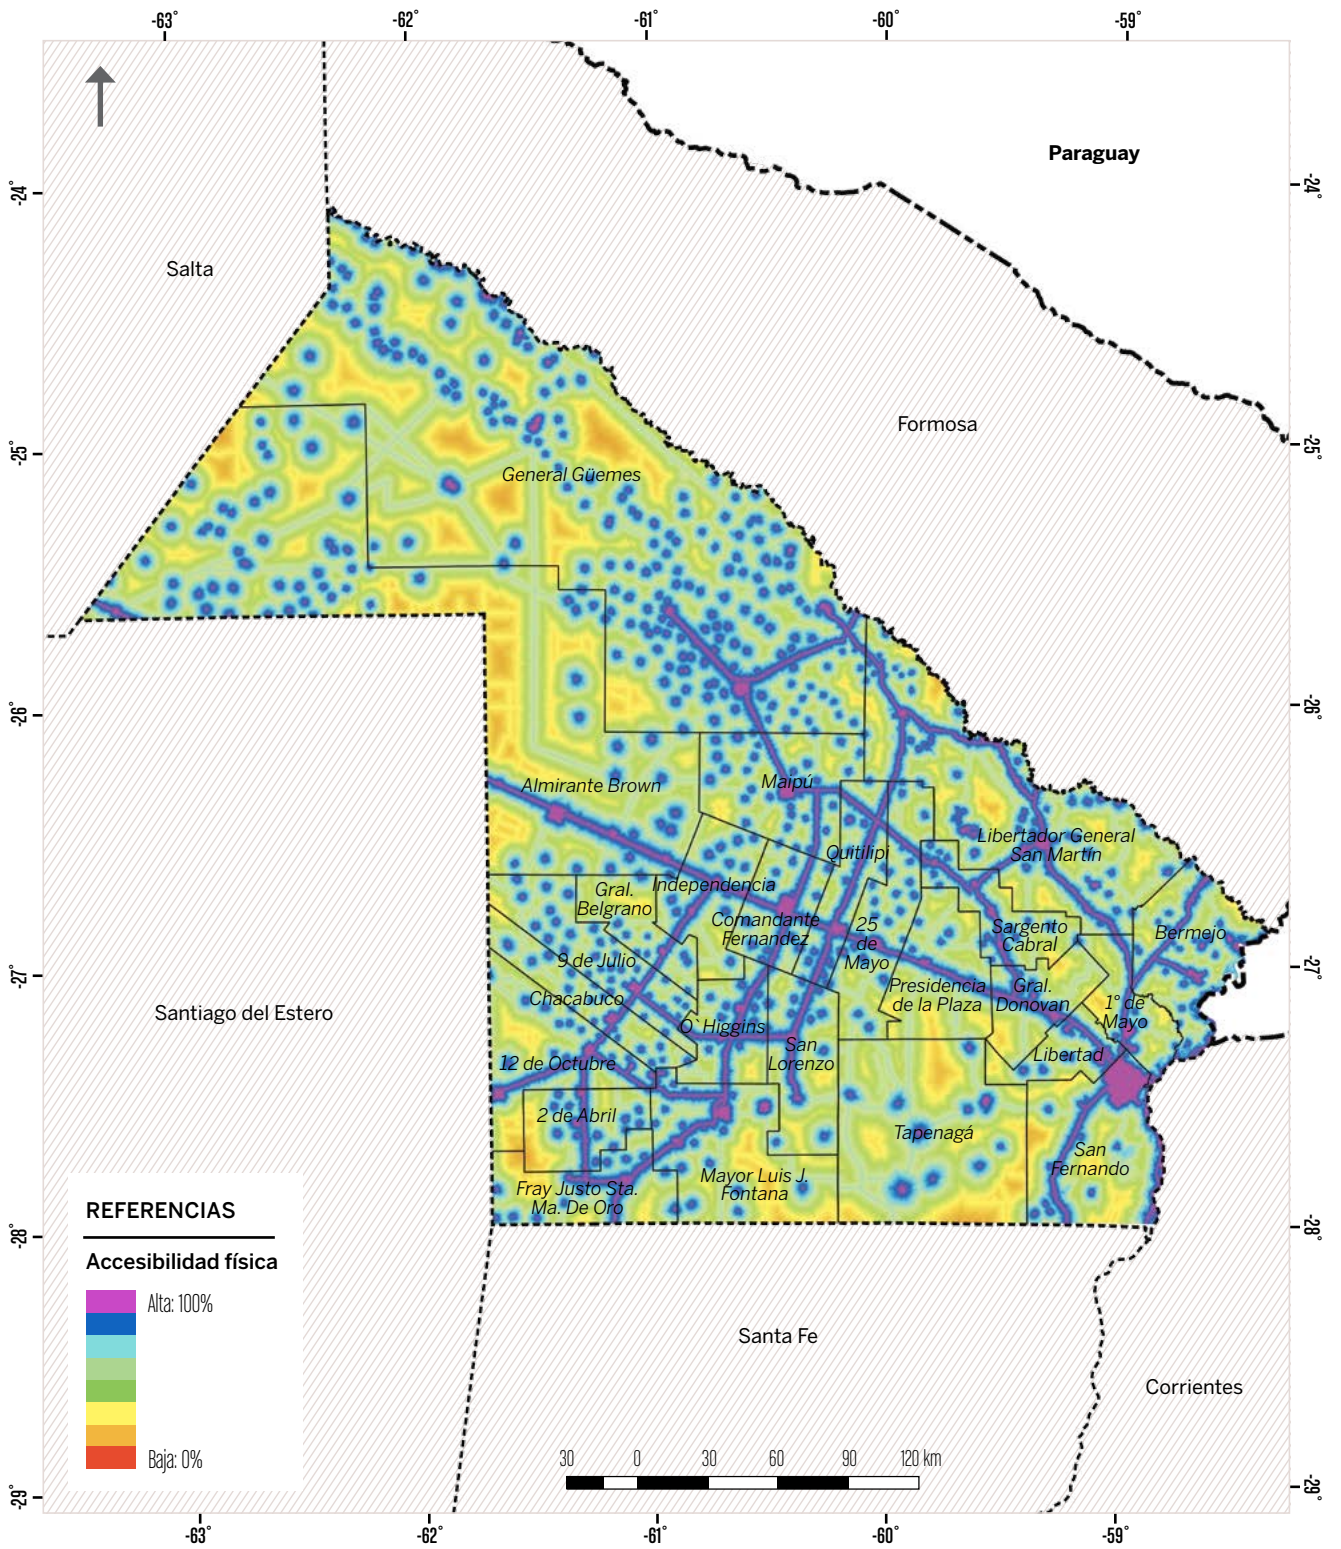 -63°
-62°
-61°
-60°
-59°
Paraguay
-24°
-24°
Salta
Formosa
-25°
-25°
General Güemes
-26°
-26°
Almirante Brown
Maipú
Libertador General
San Martín
Quitilipi
Gral.
Belgrano
Independencia
Comandante
Fernandez
25
de
Mayo
Sargento
Cabral
Bermejo
9 de Julio
-27°
-27°
Chacabuco
Presidencia
de la Plaza
Gral.
Donovan
1° de
Mayo
Santiago del Estero
O`Higgins
San
Lorenzo
Libertad
12 de Octubre
2 de Abril
Tapenagá
San
Fernando
Mayor Luis J.
Fontana
Fray Justo Sta.
Ma. De Oro
-28°
-28°
REFERENCIAS
Accesibilidad física
Alta: 100%
Baja: 0%
Santa Fe
Corrientes
30
0
30
60
90
120 km
-29°
-29°
-63°
-62°
-61°
-60°
-59°